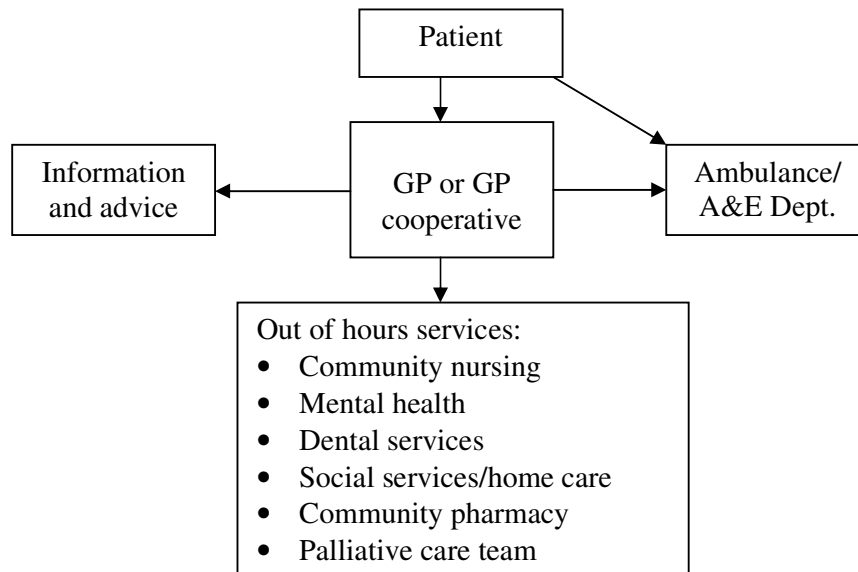 Patient
Information
and advice
GP or GP
cooperative
Ambulance/
A&E Dept.
Out of hours services:
• Community nursing
• Mental health
• Dental services
• Social services/home care
• Community pharmacy
• Palliative care team